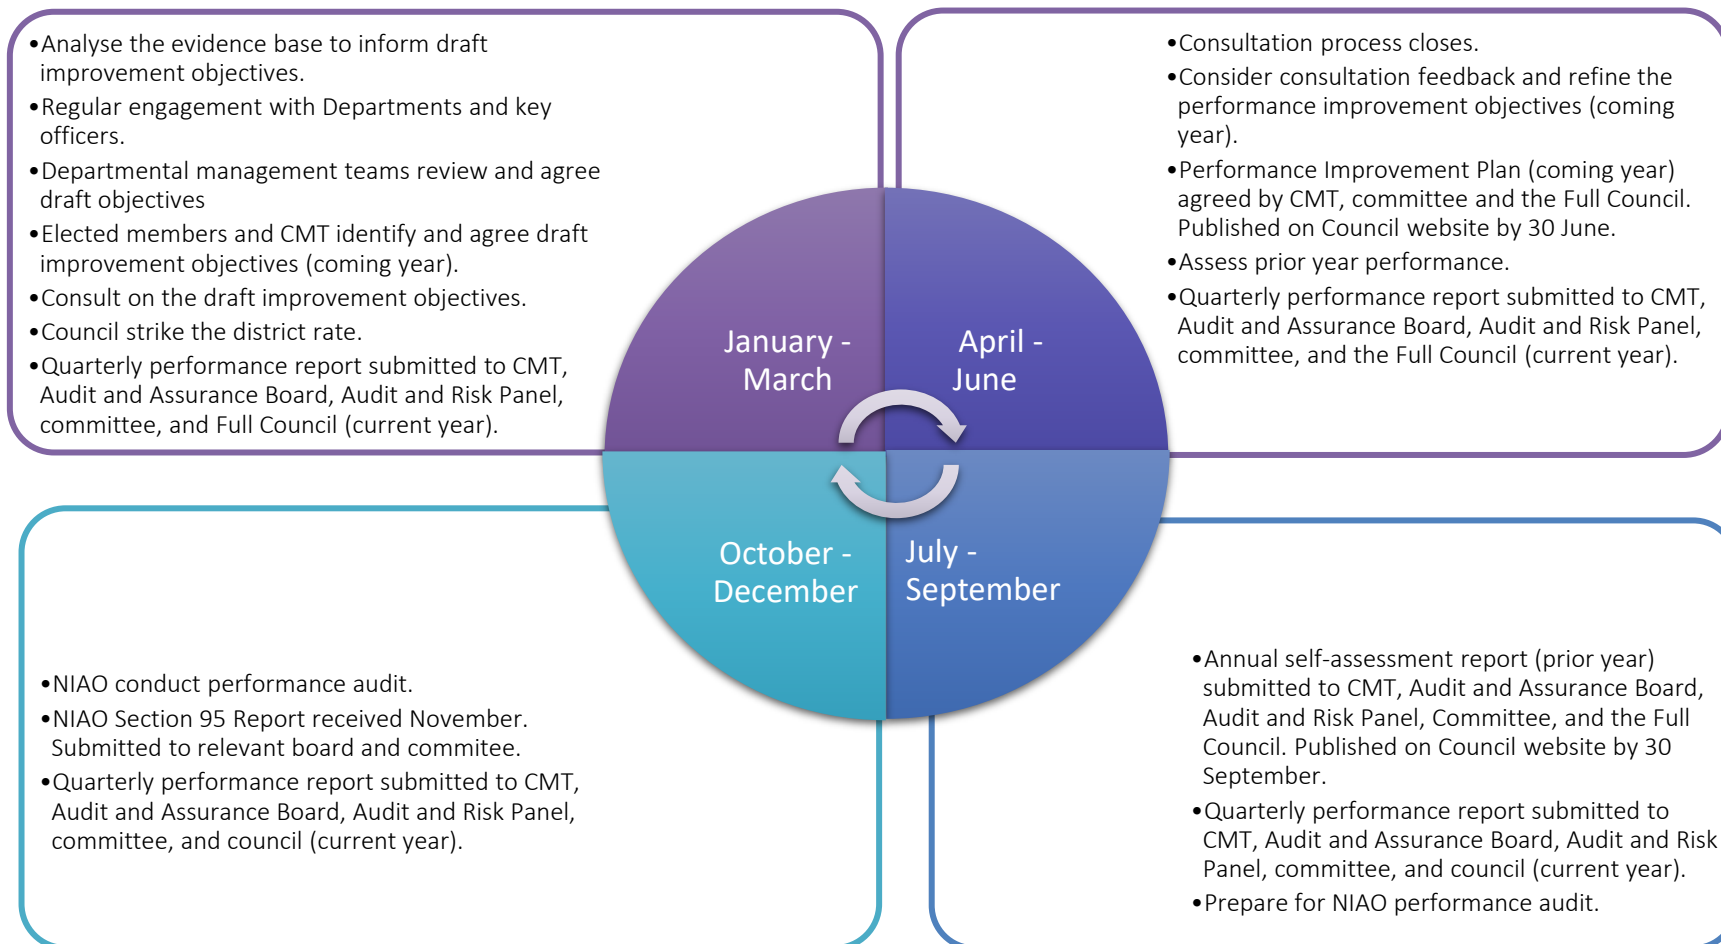 •Analyse the evidence base to inform draft
improvement objectives.
•Regular engagement with Departments and key
officers.
•Departmental management teams review and agree
draft objectives
•Elected members and CMT identify and agree draft
improvement objectives (coming year).
•Consult on the draft improvement objectives.
•Council strike the district rate.
•Quarterly performance report submitted to CMT,
Audit and Assurance Board, Audit and Risk Panel,
committee, and Full Council (current year).
•Consultation process closes.
•Consider consultation feedback and refine the
performance improvement objectives (coming
year).
•Performance Improvement Plan (coming year)
agreed by CMT, committee and the Full Council.
Published on Council website by 30 June.
•Assess prior year performance.
•Quarterly performance report submitted to CMT,
Audit and Assurance Board, Audit and Risk Panel,
committee, and the Full Council (current year).
January -
March
April -
June
October -
December
July -
September
•NIAO conduct performance audit.
•NIAO Section 95 Report received November.
Submitted to relevant board and commitee.
•Quarterly performance report submitted to CMT,
Audit and Assurance Board, Audit and Risk Panel,
committee, and council (current year).
•Annual self-assessment report (prior year)
submitted to CMT, Audit and Assurance Board,
Audit and Risk Panel, Committee, and the Full
Council. Published on Council website by 30
September.
•Quarterly performance report submitted to
CMT, Audit and Assurance Board, Audit and Risk
Panel, committee, and council (current year).
•Prepare for NIAO performance audit.